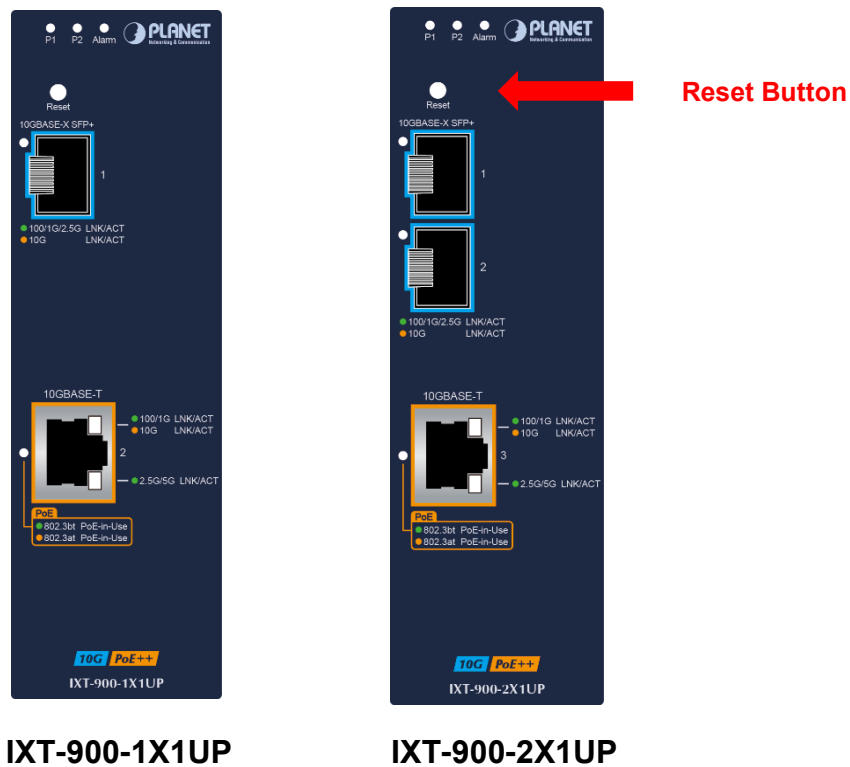 P1 P2 Alarm PLANET
Networking & Communication
Reset
10GBASE-X SFP+
1
100/1G/2.5G LNK/ACT
10G LNK/ACT
10GBASE-T
100/1G LNK/ACT
10G LNK/ACT
2
2.5G/5G LNK/ACT
PoE
802.3bt PoE-in-Use
802.3at PoE-in-Use
10G PoE++
IXT-900-1X1UP
IXT-900-1X1UP
P1 P2 Alarm PLANET
Networking & Communication
Reset
Reset Button
10GBASE-X SFP+
1
2
100/1G/2.5G LNK/ACT
10G LNK/ACT
10GBASE-T
100/1G LNK/ACT
10G LNK/ACT
3
2.5G/5G LNK/ACT
PoE
802.3bt PoE-in-Use
802.3at PoE-in-Use
10G PoE++
IXT-900-2X1UP
IXT-900-2X1UP